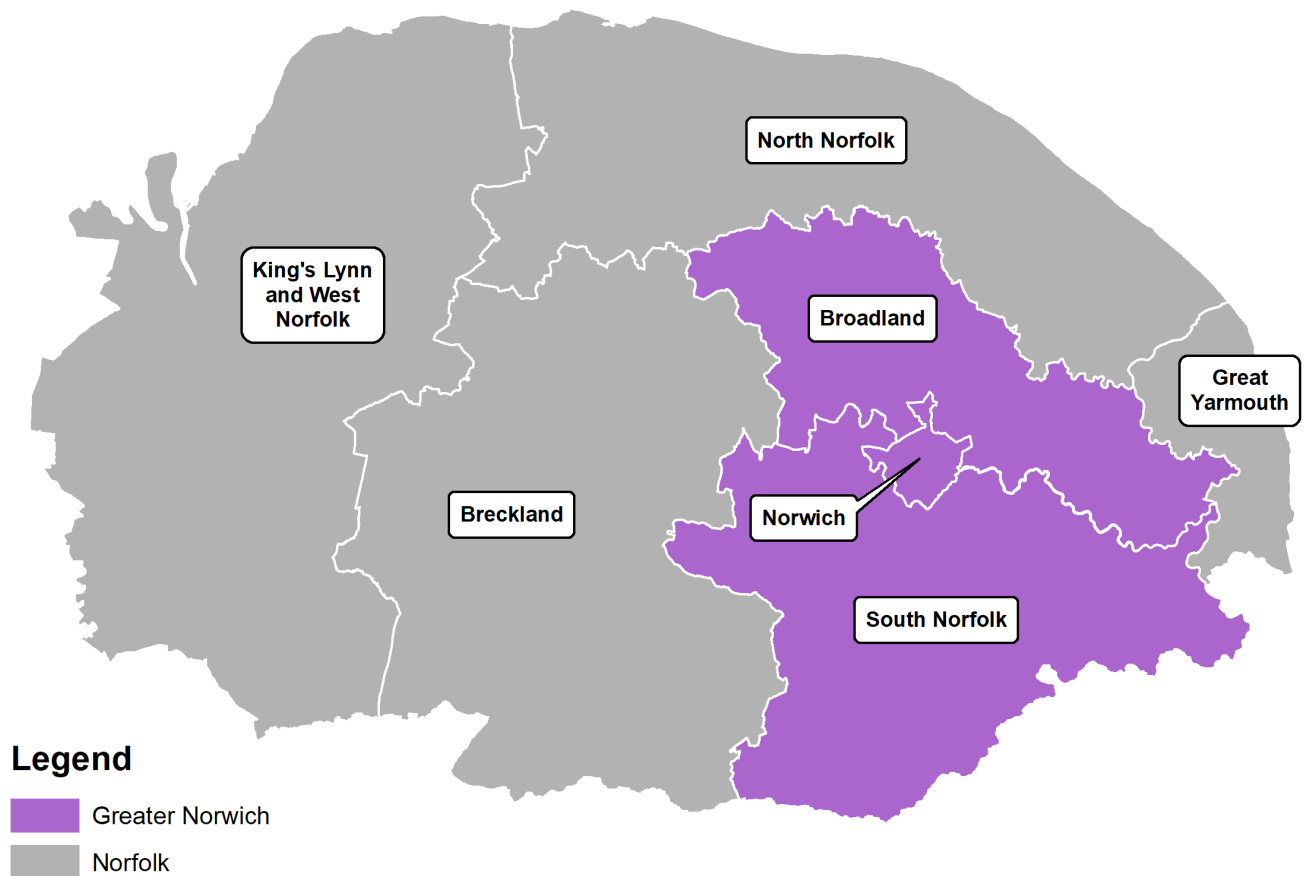 North Norfolk
King's Lynn
and West
Norfolk
Broadland
Great
Yarmouth
Breckland
Norwich
South Norfolk
Legend
Greater Norwich
Norfolk